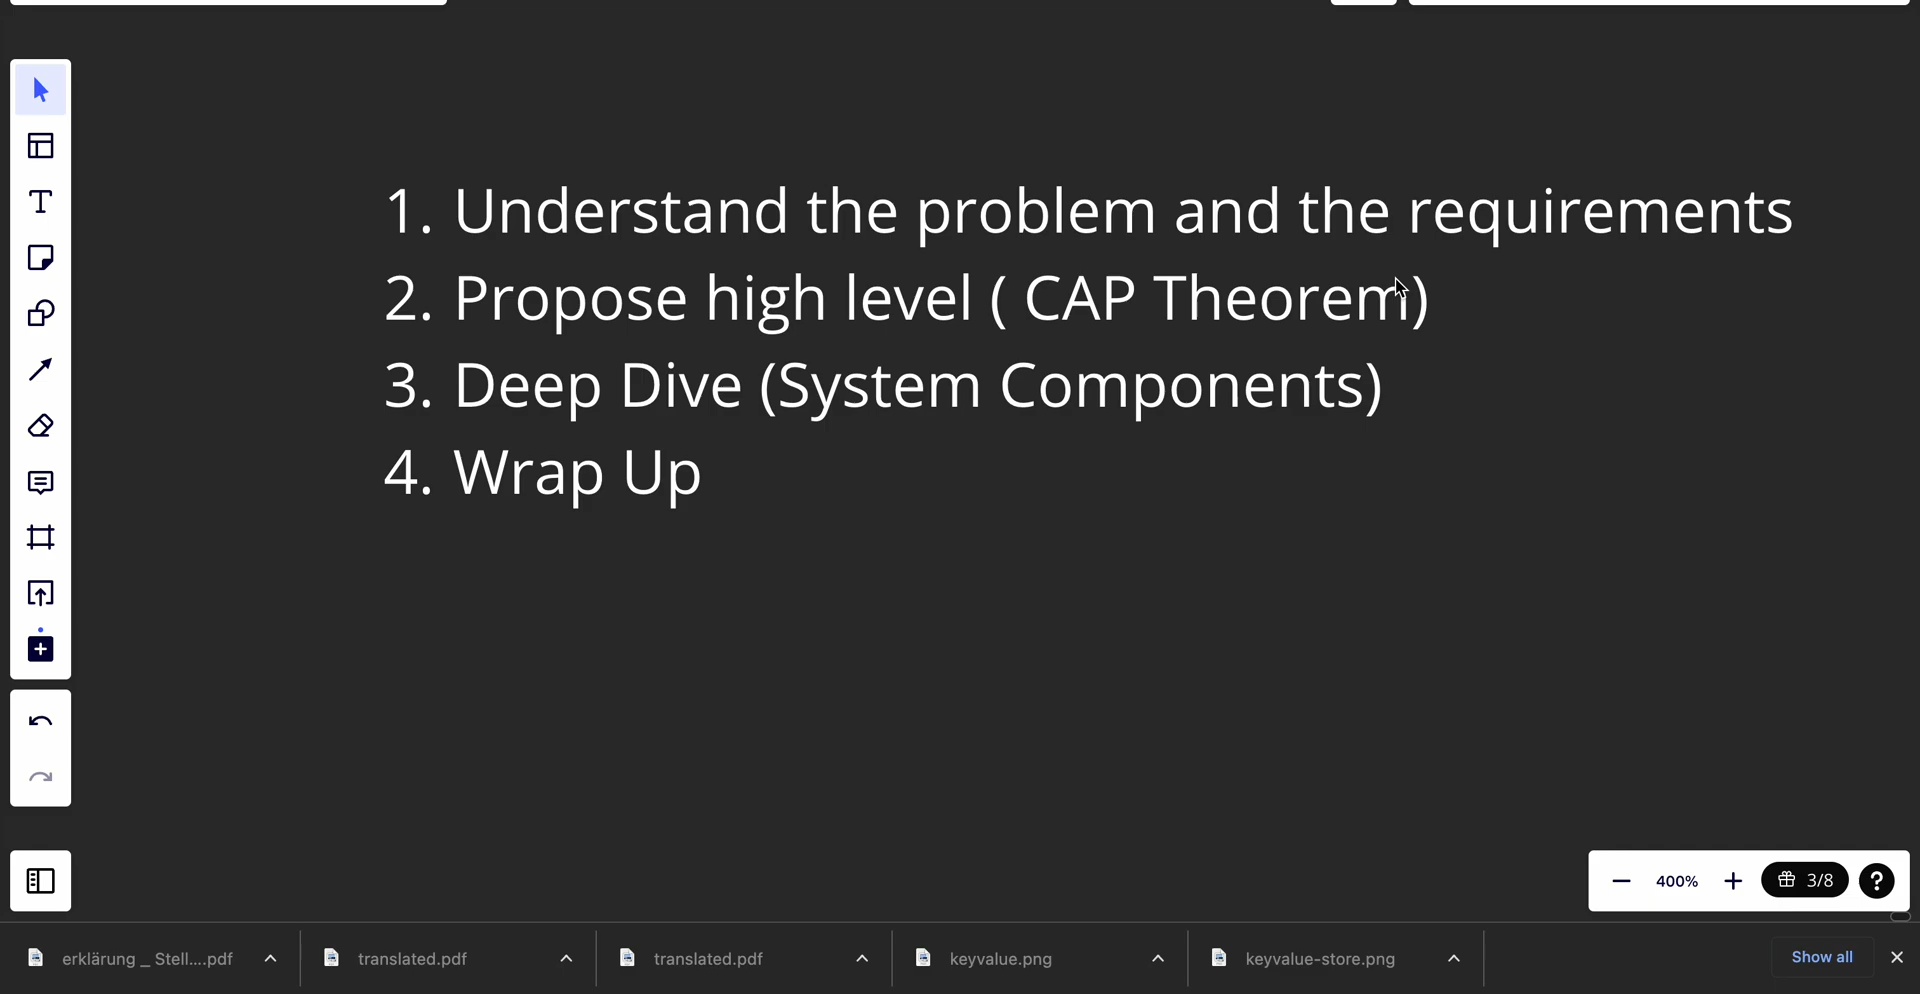 1. Understand the problem and the requirements
2. Propose high level ( CAP Theorem)
3. Deep Dive (System Components)
4. Wrap Up
400%
3/8
?
erklärung _ Stell....pdf
translated.pdf
translated.pdf
keyvalue.png
keyvalue-store.png
Show all